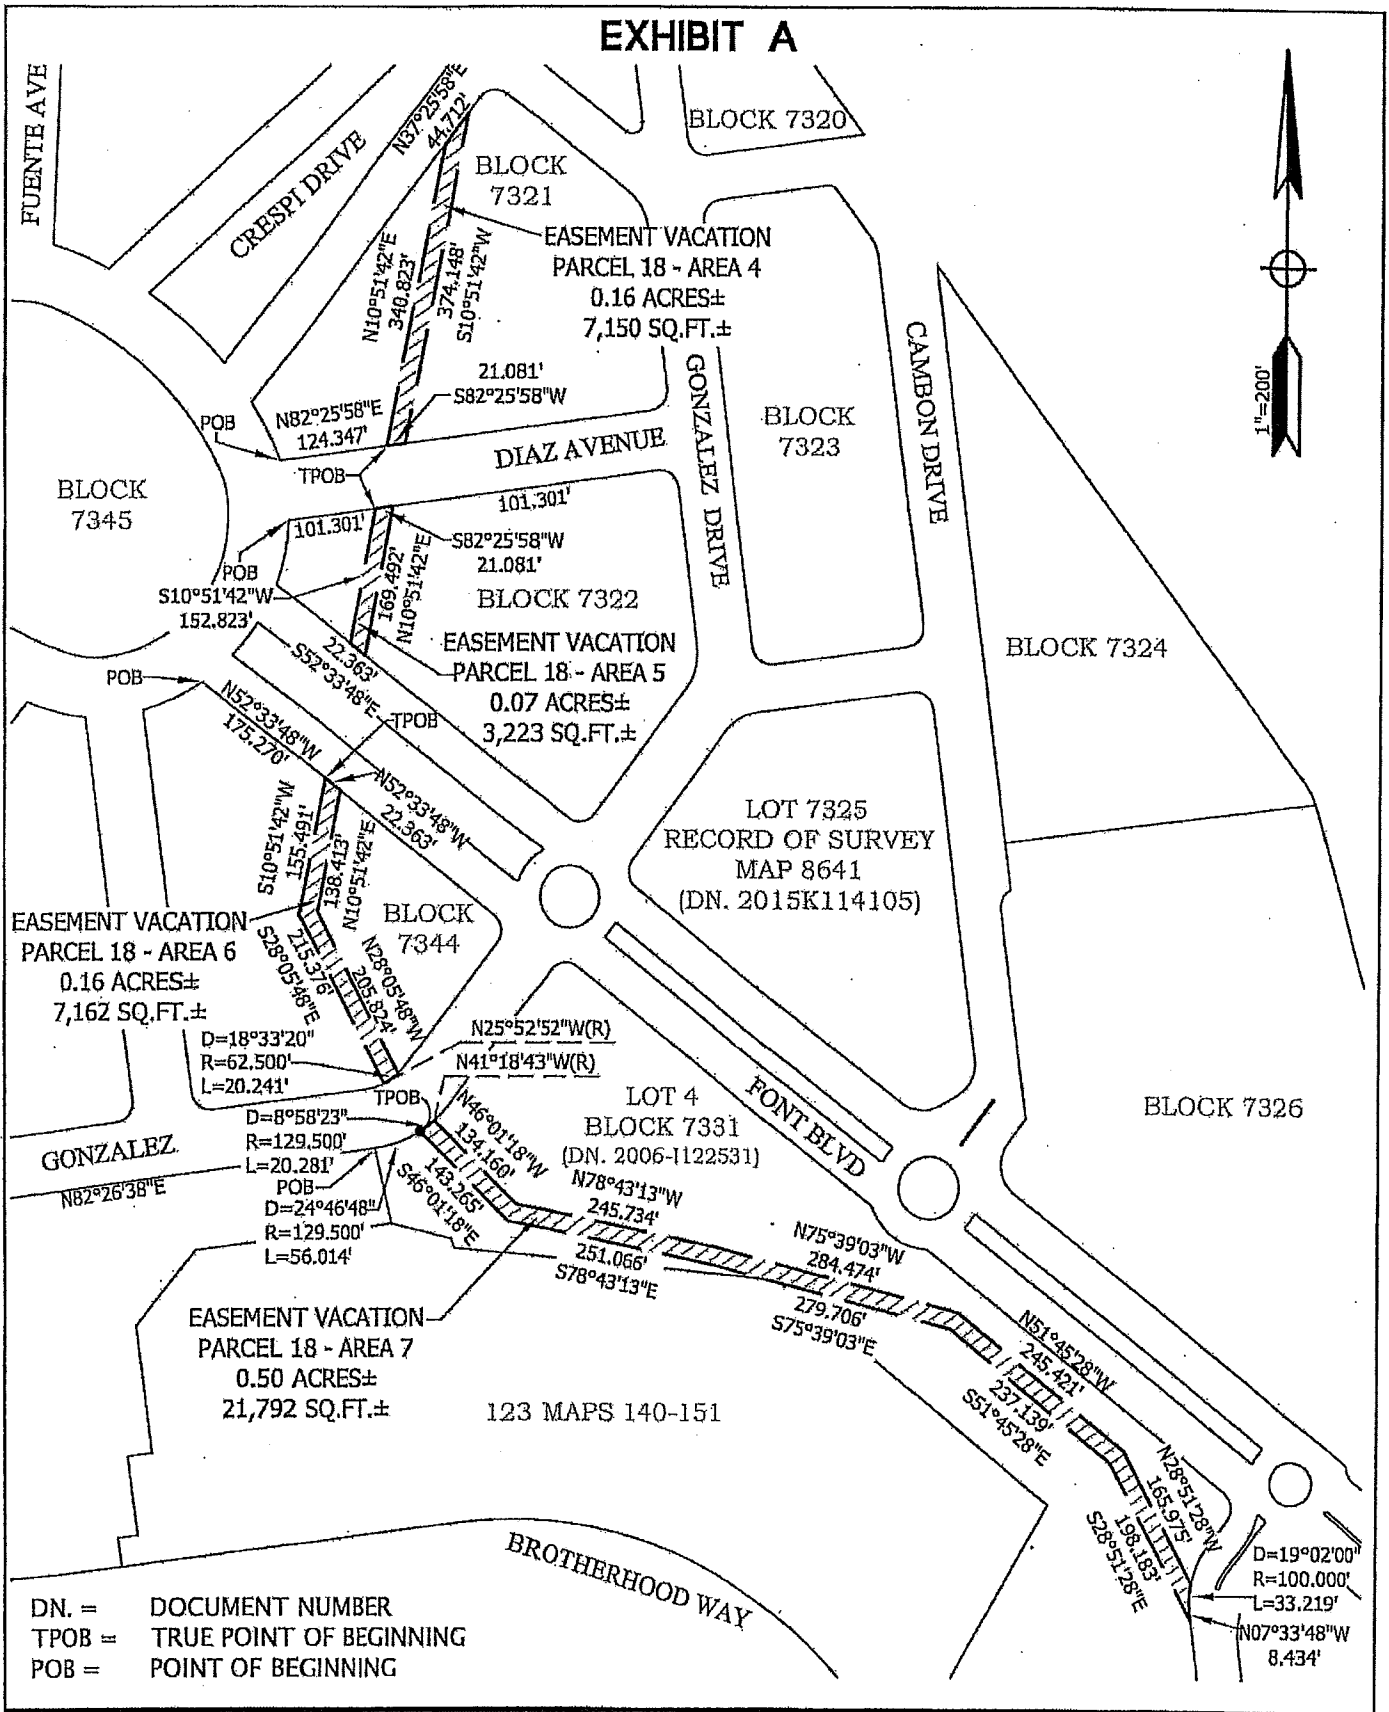 EXHIBIT A
FUENTE AVE
CRESPI DRIVE
N37°25'58"E
44.712'
BLOCK 7320
BLOCK
7321
EASEMENT VACATION
PARCEL 18 - AREA 4
0.16 ACRES±
7,150 SQ.FT.±
N10°51'42"E
340.823'
374.148'
S10°51'42"W
21.081'
S82°25'58"W
1"=200'
CAMBON DRIVE
GONZALEZ DRIVE
BLOCK
7323
POB
N82°25'58"E
124.347'
DIAZ AVENUE
TPOB
BLOCK
7345
101.301'
101.301'
S82°25'58"W
21.081'
POB
S10°51'42"W
152.823'
169.492'
N10°51'42"E
BLOCK 7322
EASEMENT VACATION
PARCEL 18 - AREA 5
0.07 ACRES±
3,223 SQ.FT.±
22.363'
S52°33'48"E
BLOCK 7324
POB
N52°33'48"W
175.270'
TPOB
N52°33'48"W
22.363'
S10°51'42"W
155.491'
138.413'
N10°51'42"E
LOT 7325
RECORD OF SURVEY
MAP 8641
(DN. 2015K114105)
BLOCK
7344
EASEMENT VACATION
PARCEL 18 - AREA 6
0.16 ACRES±
7,162 SQ.FT.±
S28°05'48"E
215.376'
N28°05'48"W
205.824'
D=18°33'20"
R=62.500'
L=20.241'
N25°52'52"W(R)
N41°18'43"W(R)
TPOB
D=8°58'23"
R=129.500'
L=20.281'
POB
D=24°46'48"
R=129.500'
L=56.014'
GONZALEZ
N82°26'38"E
N46°01'18"W
134.160'
143.265'
S46°01'18"E
LOT 4
BLOCK 7331
(DN. 2006-I122531)
FONT BLVD
BLOCK 7326
N78°43'13"W
245.734'
251.066'
S78°43'13"E
N75°39'03"W
284.474'
279.706'
S75°39'03"E
EASEMENT VACATION
PARCEL 18 - AREA 7
0.50 ACRES±
21,792 SQ.FT.±
N51°45'28"W
245.421'
237.139'
S51°45'28"E
123 MAPS 140-151
N28°51'28"W
165.975'
198.183'
S28°51'28"E
D=19°02'00"
R=100.000'
L=33.219'
N07°33'48"W
8.434'
BROTHERHOOD WAY
DN. = DOCUMENT NUMBER
TPOB = TRUE POINT OF BEGINNING
POB = POINT OF BEGINNING